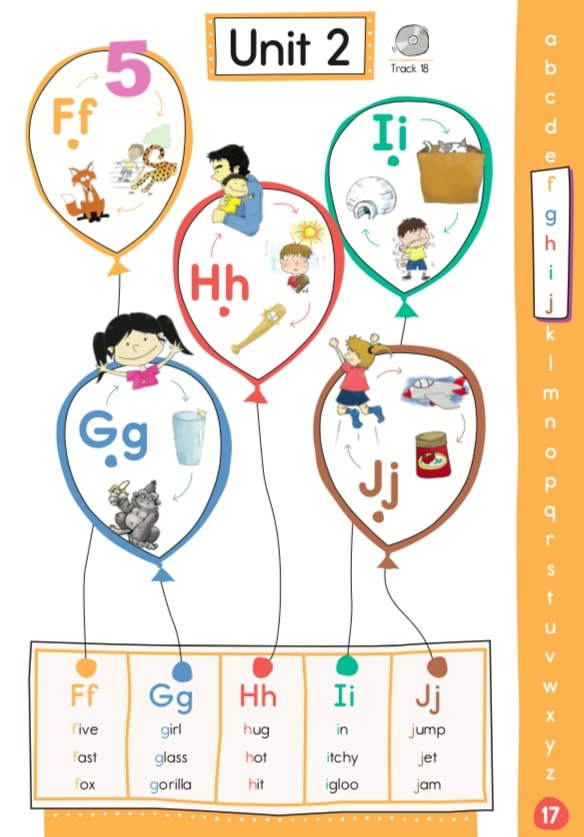 Unit 2
Track 18
5
Ff
Ii
Hh
Gg
Jj
Ff
five
fast
fox
Gg
girl
glass
gorilla
Hh
hug
hot
hit
Ii
in
itchy
igloo
Jj
jump
jet
jam
a
b
c
d
e
f
g
h
i
j
k
l
m
n
o
p
q
r
s
t
u
v
w
x
y
z
17